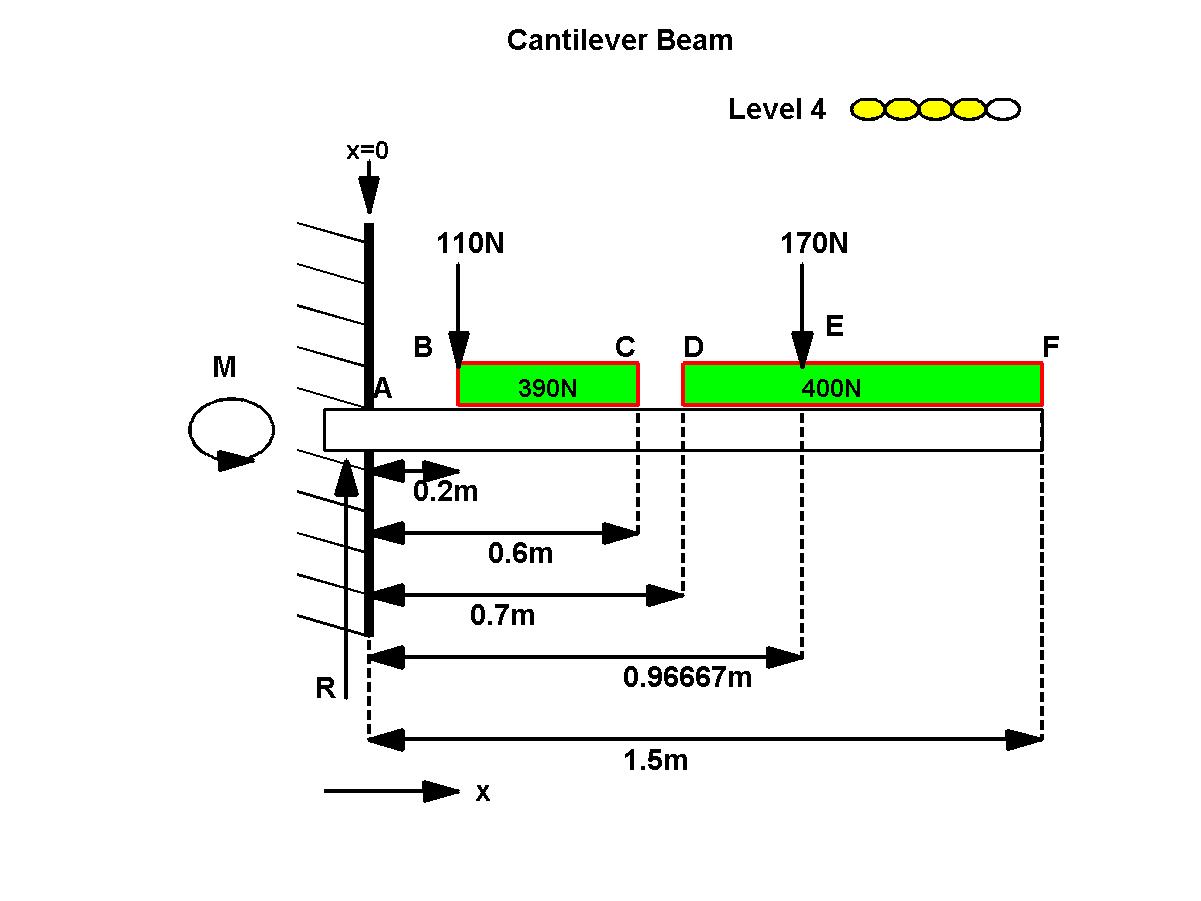 Cantilever Beam
Level 4
x=0
110N
170N
E
B
C
D
F
M
A
390N
400N
0.2m
0.6m
0.7m
0.96667m
R
1.5m
x